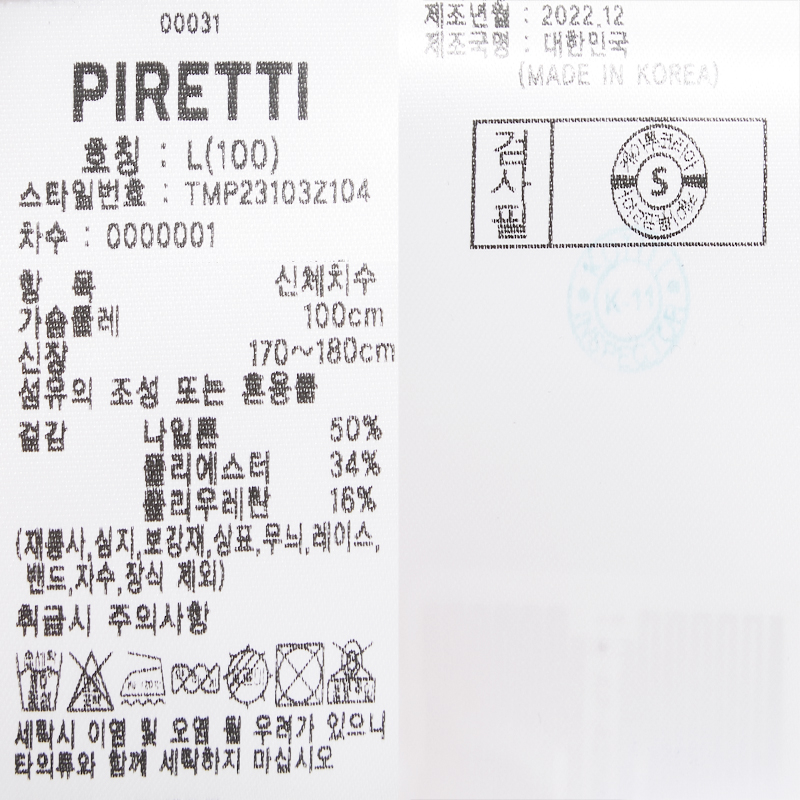 00031
PIRETTI
호칭 : L(100)
스타일번호 : TMP23103Z104
차수 : 0000001
항 목 신체치수
가슴둘레 100cm
신장 170~180cm
섬유의 조성 또는 혼용률
겉감 나일론 50%
폴리에스터 34%
폴리우레탄 16%
(재봉사,심지,보강재,상표,무늬,레이스,
밴드,자수,장식 제외)
취급시 주의사항
세탁시 이염 및 오염 될 우려가 있으니
타의류와 함께 세탁하지 마십시오
제조년월 : 2022.12
제조국명 : 대한민국
(MADE IN KOREA)
검사필
S
K 11